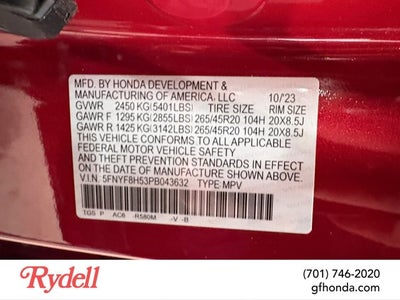 MFD. BY HONDA DEVELOPMENT & 10/'23
MANUFACTURING OF AMERICA, LLC
GVWR 2450 KG(5401LBS) TIRE SIZE RIM SIZE
GAWR F 1295 KG(2855LBS) 265/45R20 104H 20X8.5J
GAWR R 1425 KG(3142LBS) 265/45R20 104H 20X8.5J
THIS VEHICLE CONFORMS TO ALL APPLICABLE
FEDERAL MOTOR VEHICLE SAFETY STANDARDS IN EFFECT
ON THE DATE OF MANUFACTURE SHOWN ABOVE.
V.I.N. 5FNYF8H53PB043632 TYPE MPV
TGS P AC6 -R580M -V -B
Rydell
(701) 746-2020
gfhonda.com